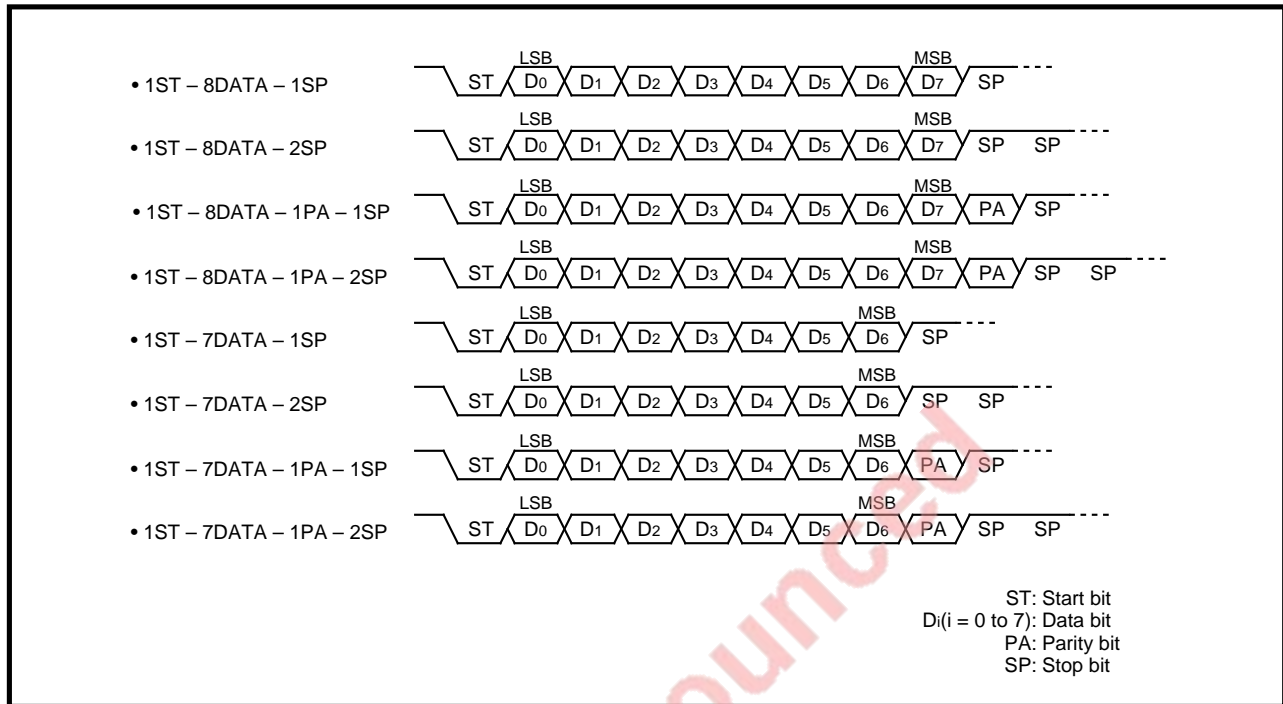 LSB MSB
• 1ST – 8DATA – 1SP ST D0 D1 D2 D3 D4 D5 D6 D7 SP
LSB MSB
• 1ST – 8DATA – 2SP ST D0 D1 D2 D3 D4 D5 D6 D7 SP SP
LSB MSB
• 1ST – 8DATA – 1PA – 1SP ST D0 D1 D2 D3 D4 D5 D6 D7 PA SP
LSB MSB
• 1ST – 8DATA – 1PA – 2SP ST D0 D1 D2 D3 D4 D5 D6 D7 PA SP SP
LSB MSB
• 1ST – 7DATA – 1SP ST D0 D1 D2 D3 D4 D5 D6 SP
LSB MSB
• 1ST – 7DATA – 2SP ST D0 D1 D2 D3 D4 D5 D6 SP SP
LSB MSB
• 1ST – 7DATA – 1PA – 1SP ST D0 D1 D2 D3 D4 D5 D6 PA SP
LSB MSB
• 1ST – 7DATA – 1PA – 2SP ST D0 D1 D2 D3 D4 D5 D6 PA SP SP
ST: Start bit
Di(i = 0 to 7): Data bit
PA: Parity bit
SP: Stop bit